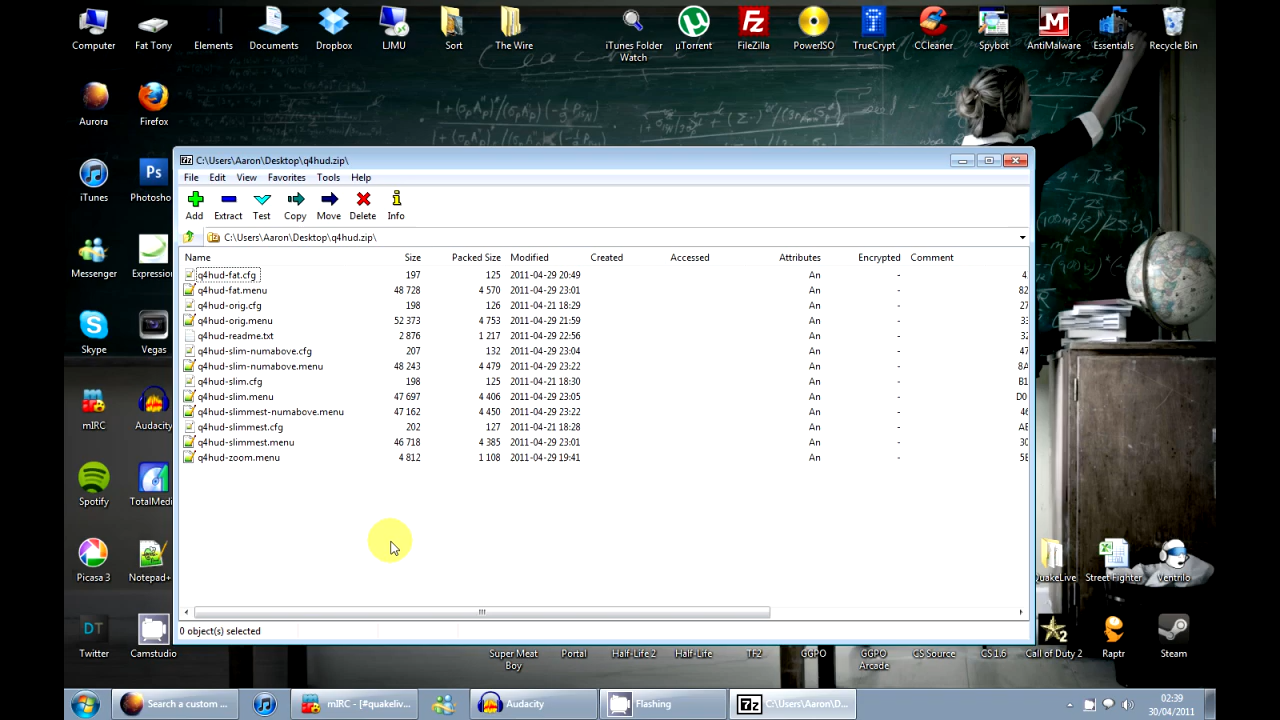 Computer
Fat Tony
Elements
Documents
Dropbox
LJMU
Sort
The Wire
iTunes Folder Watch
µTorrent
FileZilla
PowerISO
TrueCrypt
CCleaner
Spybot
AntiMalware
Essentials
Recycle Bin
Aurora
Firefox
iTunes
Photosho
Messenger
Expression
Skype
Vegas
mIRC
Audacity
Spotify
TotalMedi
Picasa 3
Notepad+
Twitter
Camstudio
C:\Users\Aaron\Desktop\q4hud.zip\
File Edit View Favorites Tools Help
Add Extract Test Copy Move Delete Info
C:\Users\Aaron\Desktop\q4hud.zip\
Name Size Packed Size Modified Created Accessed Attributes Encrypted Comment
q4hud-fat.cfg 197 125 2011-04-29 20:49 An - 4
q4hud-fat.menu 48 728 4 570 2011-04-29 23:01 An - 82
q4hud-orig.cfg 198 126 2011-04-21 18:29 An - 27
q4hud-orig.menu 52 373 4 753 2011-04-29 21:59 An - 33
q4hud-readme.txt 2 876 1 217 2011-04-29 22:56 An - 32
q4hud-slim-numabove.cfg 207 132 2011-04-29 23:04 An - 47
q4hud-slim-numabove.menu 48 243 4 479 2011-04-29 23:22 An - 8A
q4hud-slim.cfg 198 125 2011-04-21 18:30 An - B1
q4hud-slim.menu 47 697 4 406 2011-04-29 23:05 An - D0
q4hud-slimmest-numabove.menu 47 162 4 450 2011-04-29 23:22 An - 46
q4hud-slimmest.cfg 202 127 2011-04-21 18:28 An - AE
q4hud-slimmest.menu 46 718 4 385 2011-04-29 23:01 An - 30
q4hud-zoom.menu 4 812 1 108 2011-04-29 19:41 An - 5E
0 object(s) selected
QuakeLive
Street Fighter
Ventrilo
Super Meat Boy
Portal
Half-Life 2
Half-Life
TF2
GGPO
GGPO Arcade
CS Source
CS 1.6
Call of Duty 2
Raptr
Steam
Search a custom ...
mIRC - [#quakeliv...
Audacity
Flashing
C:\Users\Aaron\D...
02:39
30/04/2011